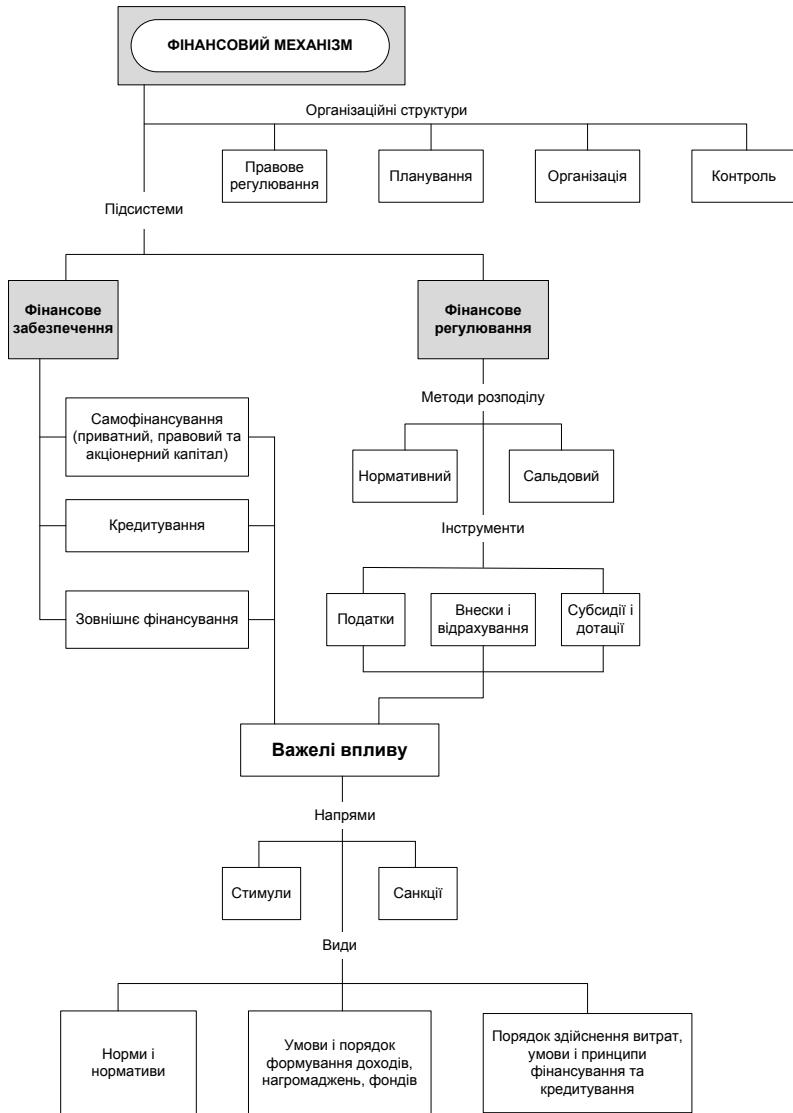 ФІНАНСОВИЙ МЕХАНІЗМ
Організаційні структури
Правове
регулювання
Планування
Організація
Контроль
Підсистеми
Фінансове
забезпечення
Фінансове
регулювання
Методи розподілу
Самофінансування
(приватний, правовий та
акціонерний капітал)
Нормативний
Сальдовий
Кредитування
Інструменти
Зовнішнє фінансування
Податки
Внески і
відрахування
Субсидії і
дотації
Важелі впливу
Напрями
Стимули
Санкції
Види
Норми і
нормативи
Умови і порядок
формування доходів,
нагромаджень, фондів
Порядок здійснення витрат,
умови і принципи
фінансування та
кредитування